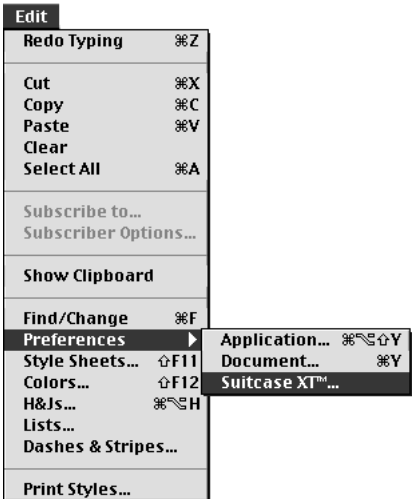 Edit
Redo Typing ⌘Z
Cut ⌘X
Copy ⌘C
Paste ⌘V
Clear
Select All ⌘A
Subscribe to...
Subscriber Options...
Show Clipboard
Find/Change ⌘F
Preferences
Application... ⌘⌥⇧Y
Style Sheets... ⇧F11
Document... ⌘Y
Colors... ⇧F12
Suitcase XT™...
H&Js... ⌘⌥H
Lists...
Dashes & Stripes...
Print Styles...